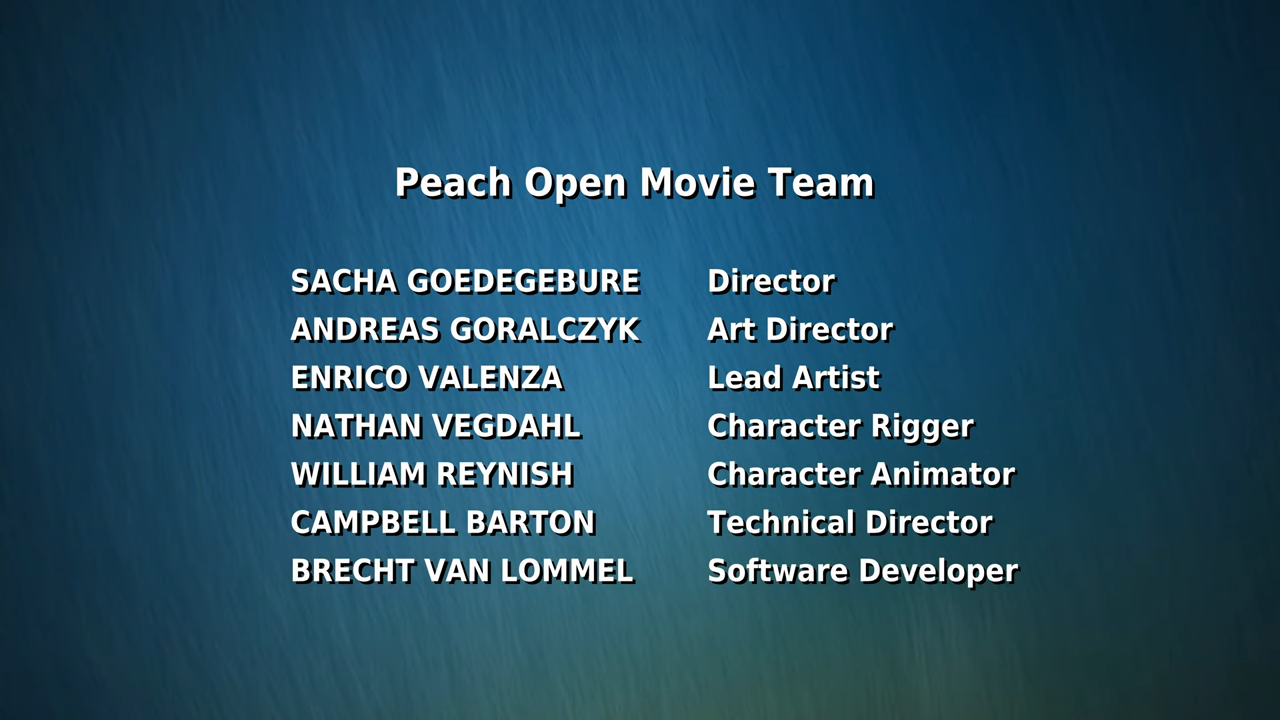 Peach Open Movie Team
SACHA GOEDEGEBURE Director
ANDREAS GORALCZYK Art Director
ENRICO VALENZA Lead Artist
NATHAN VEGDAHL Character Rigger
WILLIAM REYNISH Character Animator
CAMPBELL BARTON Technical Director
BRECHT VAN LOMMEL Software Developer